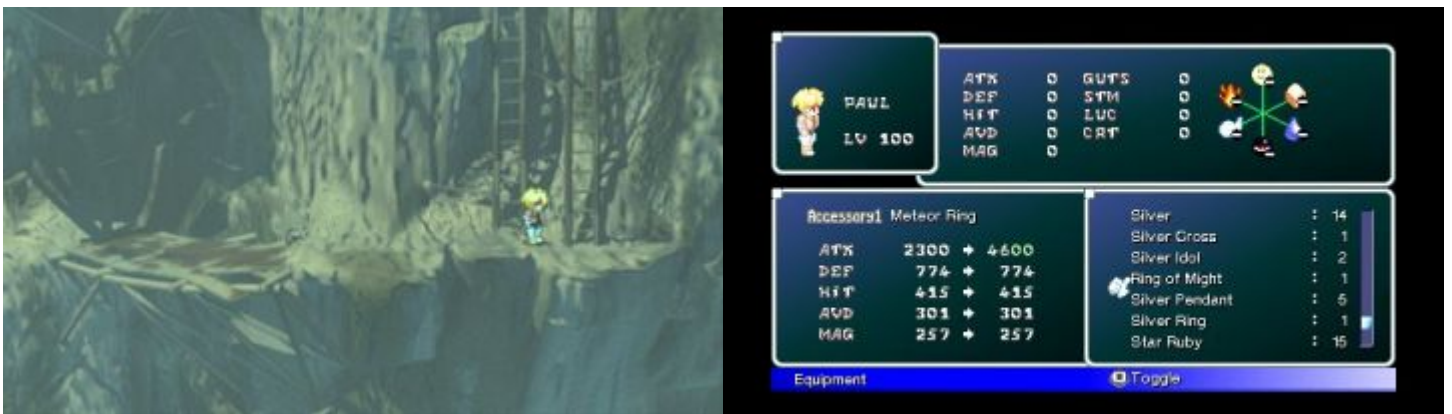 PAUL
LV 100
ATK 0 GUTS 0
DEF 0 STM 0
HIT 0 LUC 0
AVD 0 CRT 0
MAG 0
Accessory1 Meteor Ring
ATK 2300 → 4600
DEF 774 → 774
HIT 415 → 415
AVD 301 → 301
MAG 257 → 257
Silver : 14
Silver Cross : 1
Silver Idol : 2
Ring of Might : 1
Silver Pendant : 5
Silver Ring : 1
Star Ruby : 15
Equipment
Toggle